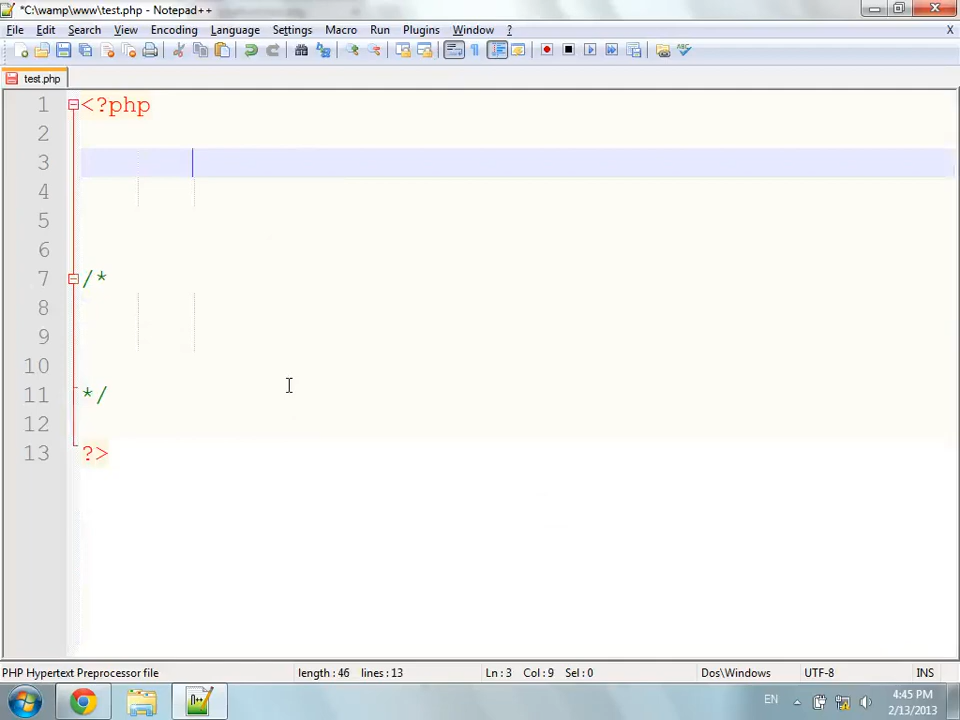 *C:\wamp\www\test.php - Notepad++
File Edit Search View Encoding Language Settings Macro Run Plugins Window ? X
test.php
1 <?php
2
3
4
5
6
7 /*
8
9
10
11 */
12
13 ?>
PHP Hypertext Preprocessor file length : 46 lines : 13 Ln : 3 Col : 9 Sel : 0 Dos\Windows UTF-8 INS
EN 4:45 PM
2/13/2013